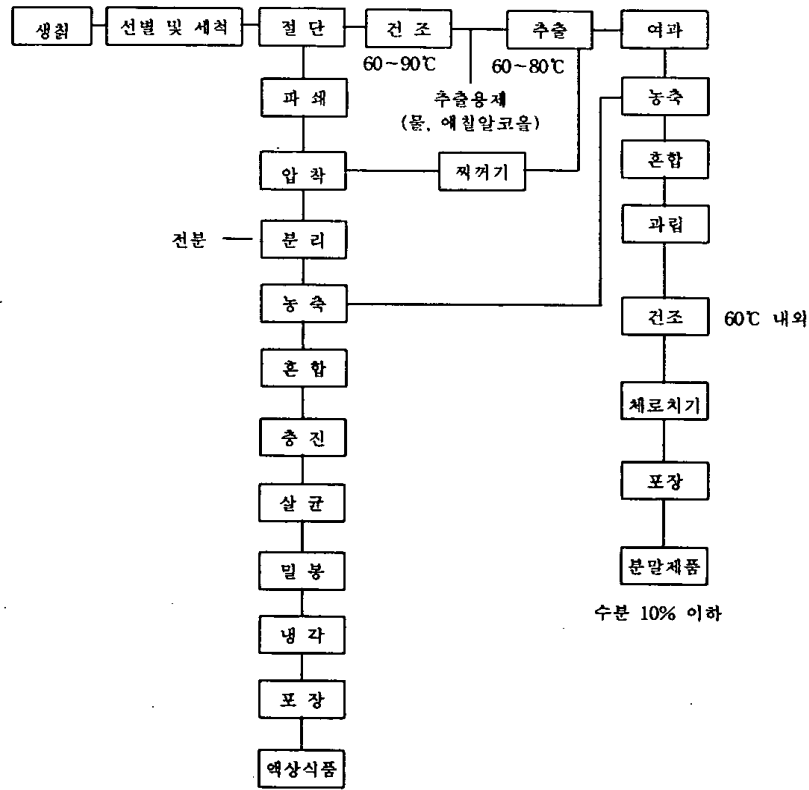 생칡
선별 및 세척
절 단
건 조
추출
여과
60~90℃
60~80℃
파 쇄
추출용제
(물, 에칠알코올)
농축
압 착
찌꺼기
혼합
전분
분 리
과립
농 축
건조
60℃ 내외
혼 합
체로치기
충 진
포장
살 균
밀 봉
분말제품
수분 10% 이하
냉 각
포 장
액상식품